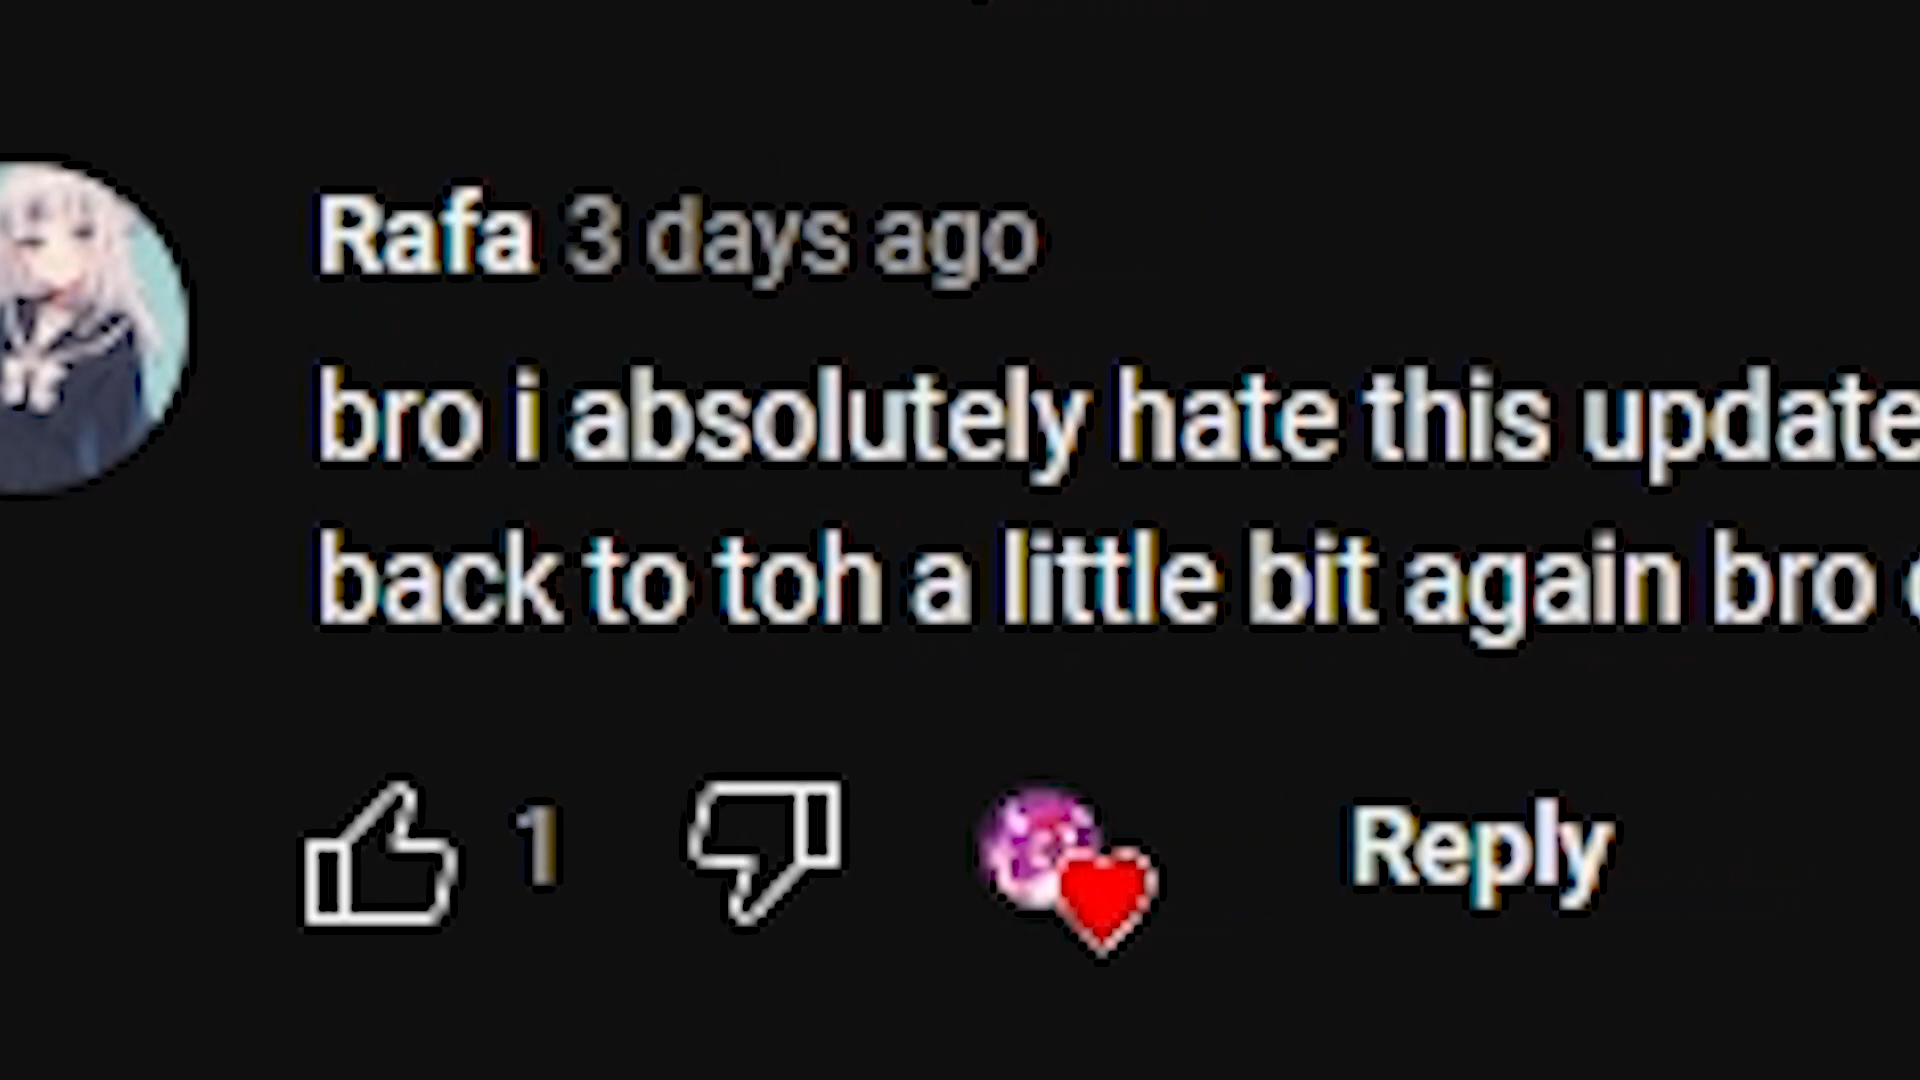 Rafa 3 days ago
bro i absolutely hate this update
back to toh a little bit again bro
1
Reply